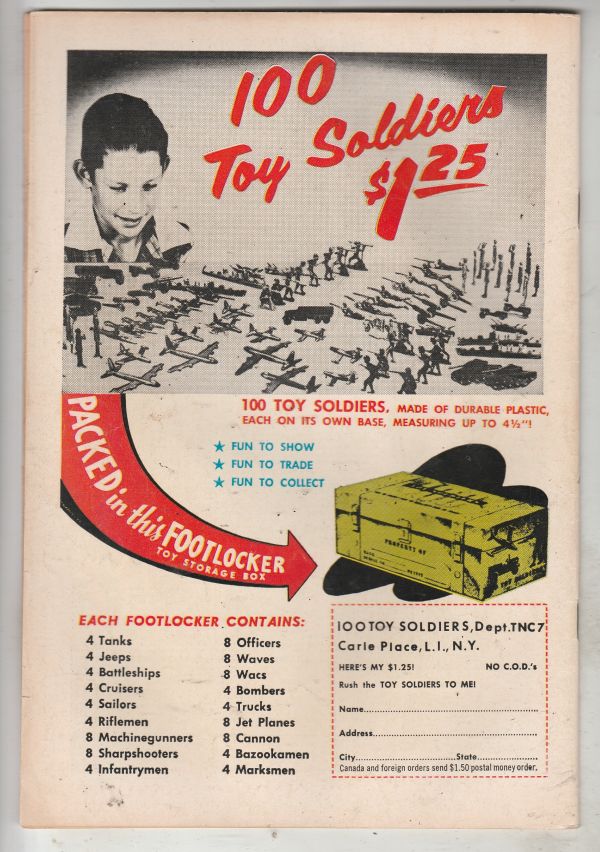 100
Toy Soldiers
$1.25
100 TOY SOLDIERS, MADE OF DURABLE PLASTIC,
EACH ON ITS OWN BASE, MEASURING UP TO 4½"!
★ FUN TO SHOW
★ FUN TO TRADE
★ FUN TO COLLECT
PACKED in this FOOTLOCKER
TOY STORAGE BOX
PROPERTY OF
EACH FOOTLOCKER CONTAINS:
4 Tanks
4 Jeeps
4 Battleships
4 Cruisers
4 Sailors
4 Riflemen
8 Machinegunners
8 Sharpshooters
4 Infantrymen
8 Officers
8 Waves
8 Wacs
4 Bombers
4 Trucks
8 Jet Planes
8 Cannon
4 Bazookamen
4 Marksmen
100 TOY SOLDIERS, Dept. TNC7
Carle Place, L.I., N.Y.
HERE'S MY $1.25! NO C.O.D.'s
Rush the TOY SOLDIERS TO ME!
Name
Address
City State
Canada and foreign orders send $1.50 postal money order.